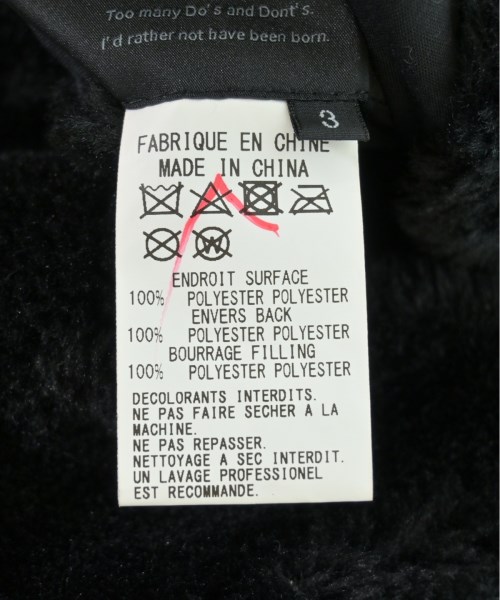 Too many Do's and Dont's.
I'd rather not have been born.
3
FABRIQUE EN CHINE
MADE IN CHINA
W
ENDROIT SURFACE
100% POLYESTER POLYESTER
ENVERS BACK
100% POLYESTER POLYESTER
BOURRAGE FILLING
100% POLYESTER POLYESTER
DECOLORANTS INTERDITS.
NE PAS FAIRE SECHER A LA
MACHINE.
NE PAS REPASSER.
NETTOYAGE A SEC INTERDIT.
UN LAVAGE PROFESSIONEL
EST RECOMMANDE.